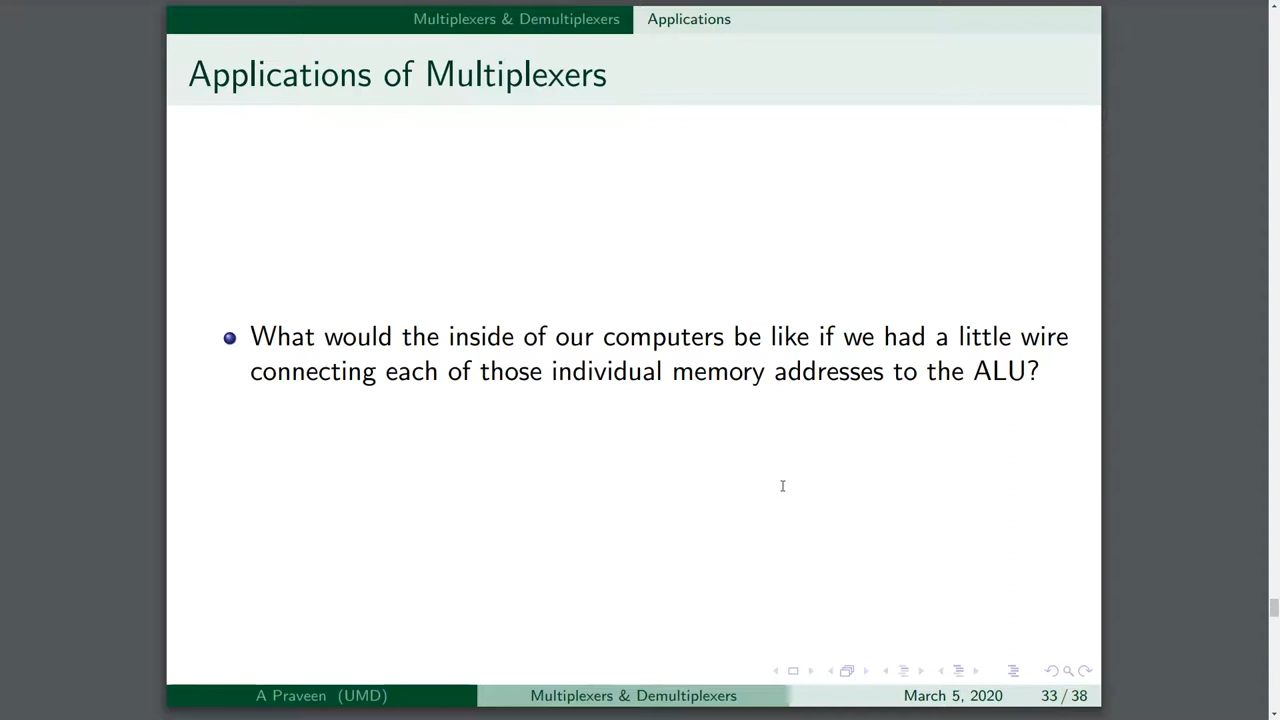 Multiplexers & Demultiplexers Applications
Applications of Multiplexers
What would the inside of our computers be like if we had a little wire
connecting each of those individual memory addresses to the ALU?
A Praveen (UMD) Multiplexers & Demultiplexers March 5, 2020 33 / 38